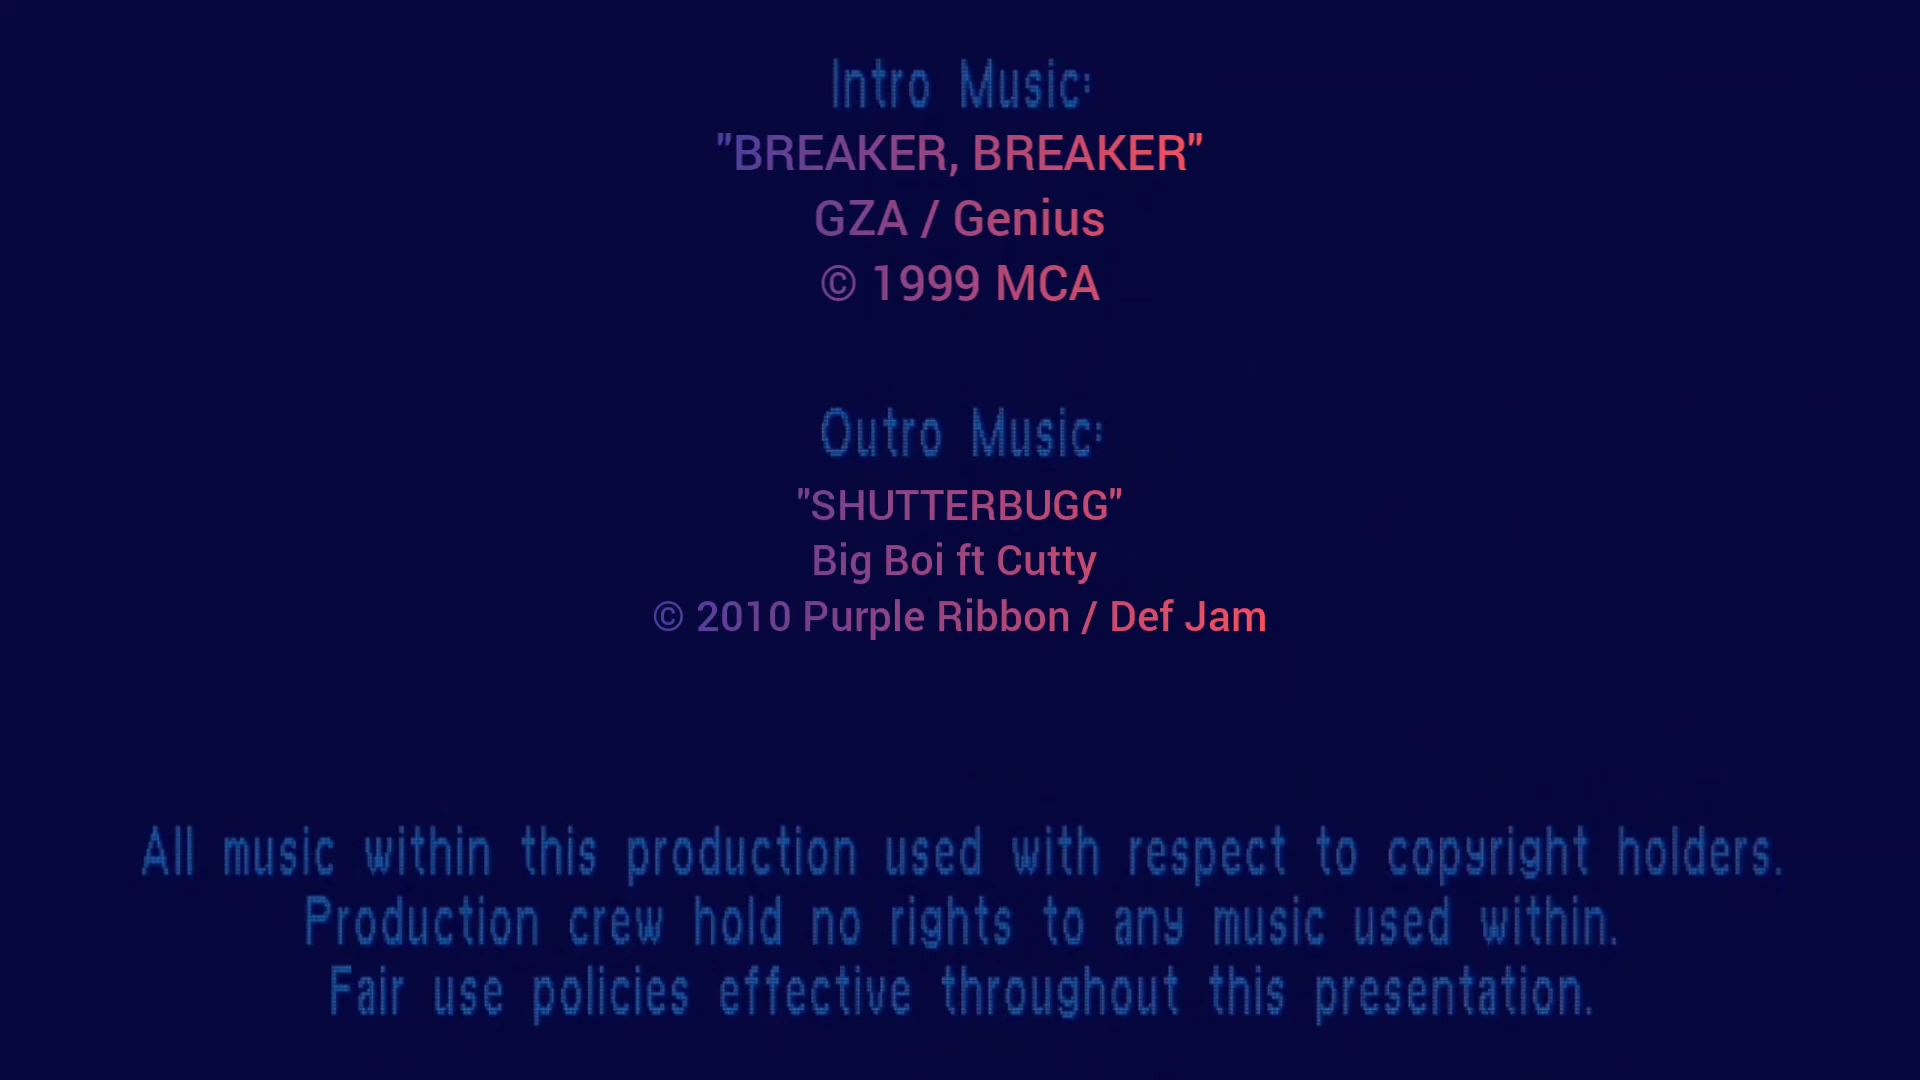 Intro Music:
"BREAKER, BREAKER"
GZA / Genius
© 1999 MCA
Outro Music:
"SHUTTERBUGG"
Big Boi ft Cutty
© 2010 Purple Ribbon / Def Jam
All music within this production used with respect to copyright holders.
Production crew hold no rights to any music used within.
Fair use policies effective throughout this presentation.